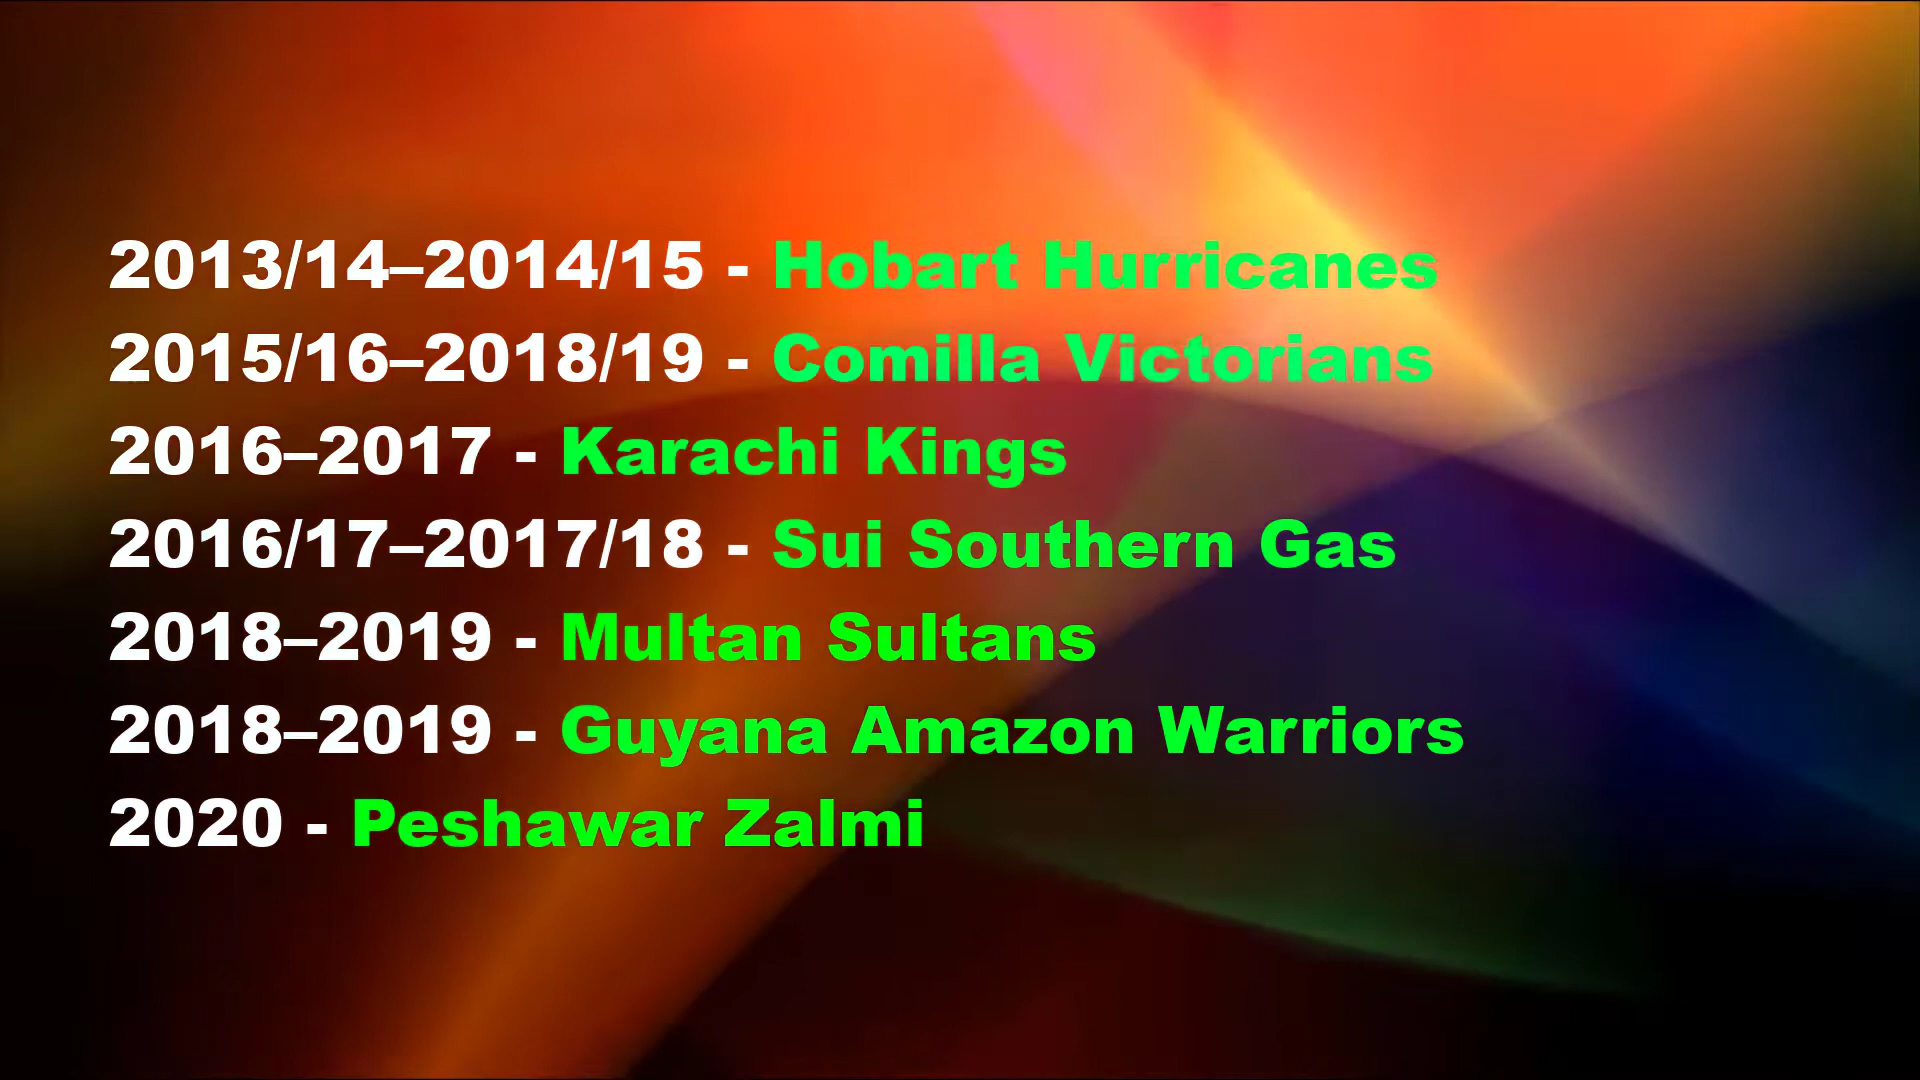 2013/14–2014/15 - Hobart Hurricanes
2015/16–2018/19 - Comilla Victorians
2016–2017 - Karachi Kings
2016/17–2017/18 - Sui Southern Gas
2018–2019 - Multan Sultans
2018–2019 - Guyana Amazon Warriors
2020 - Peshawar Zalmi